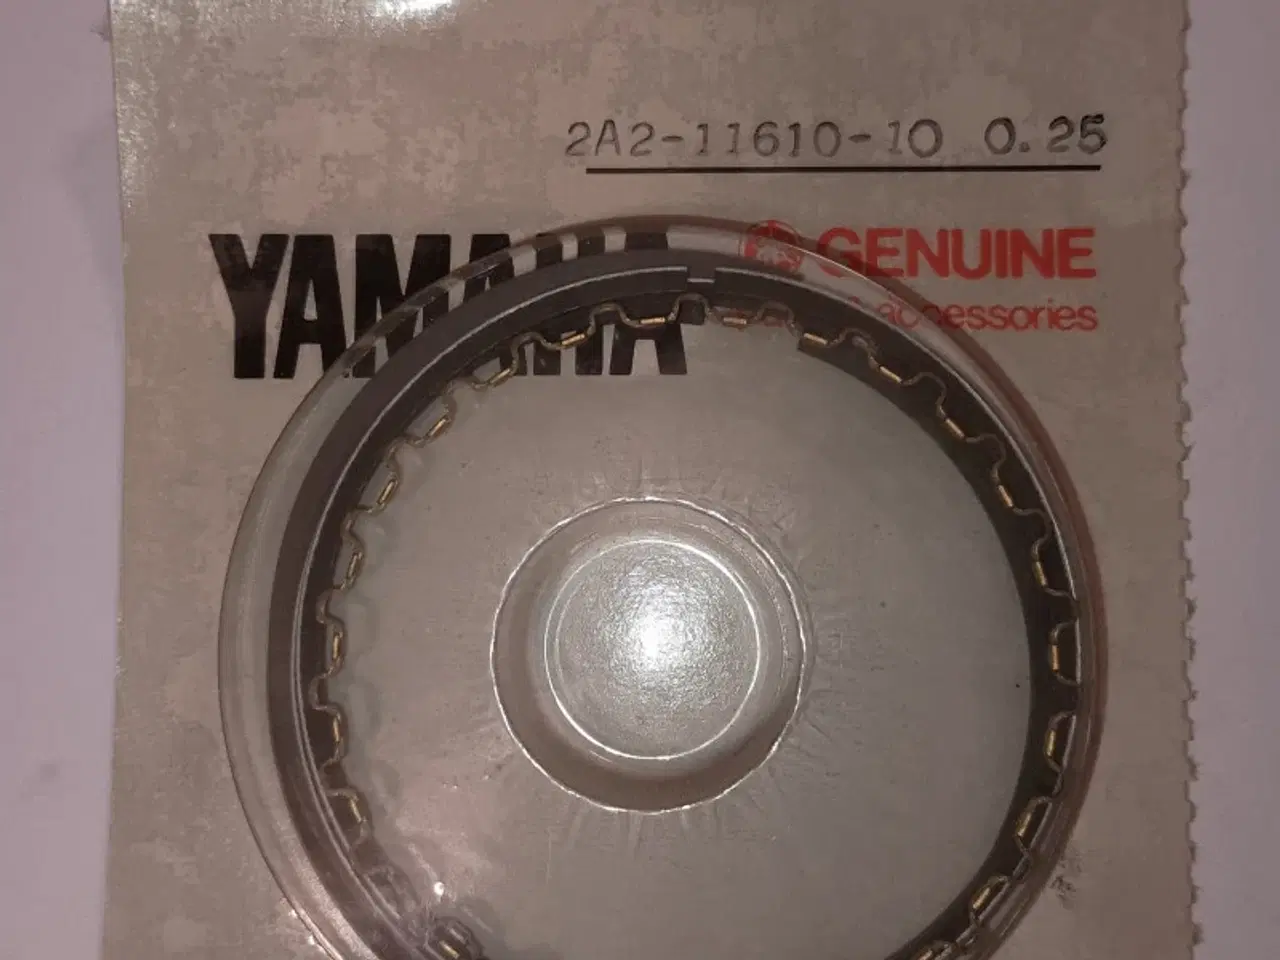 2A2-11610-10 0.25
YAMAHA GENUINE
accessories